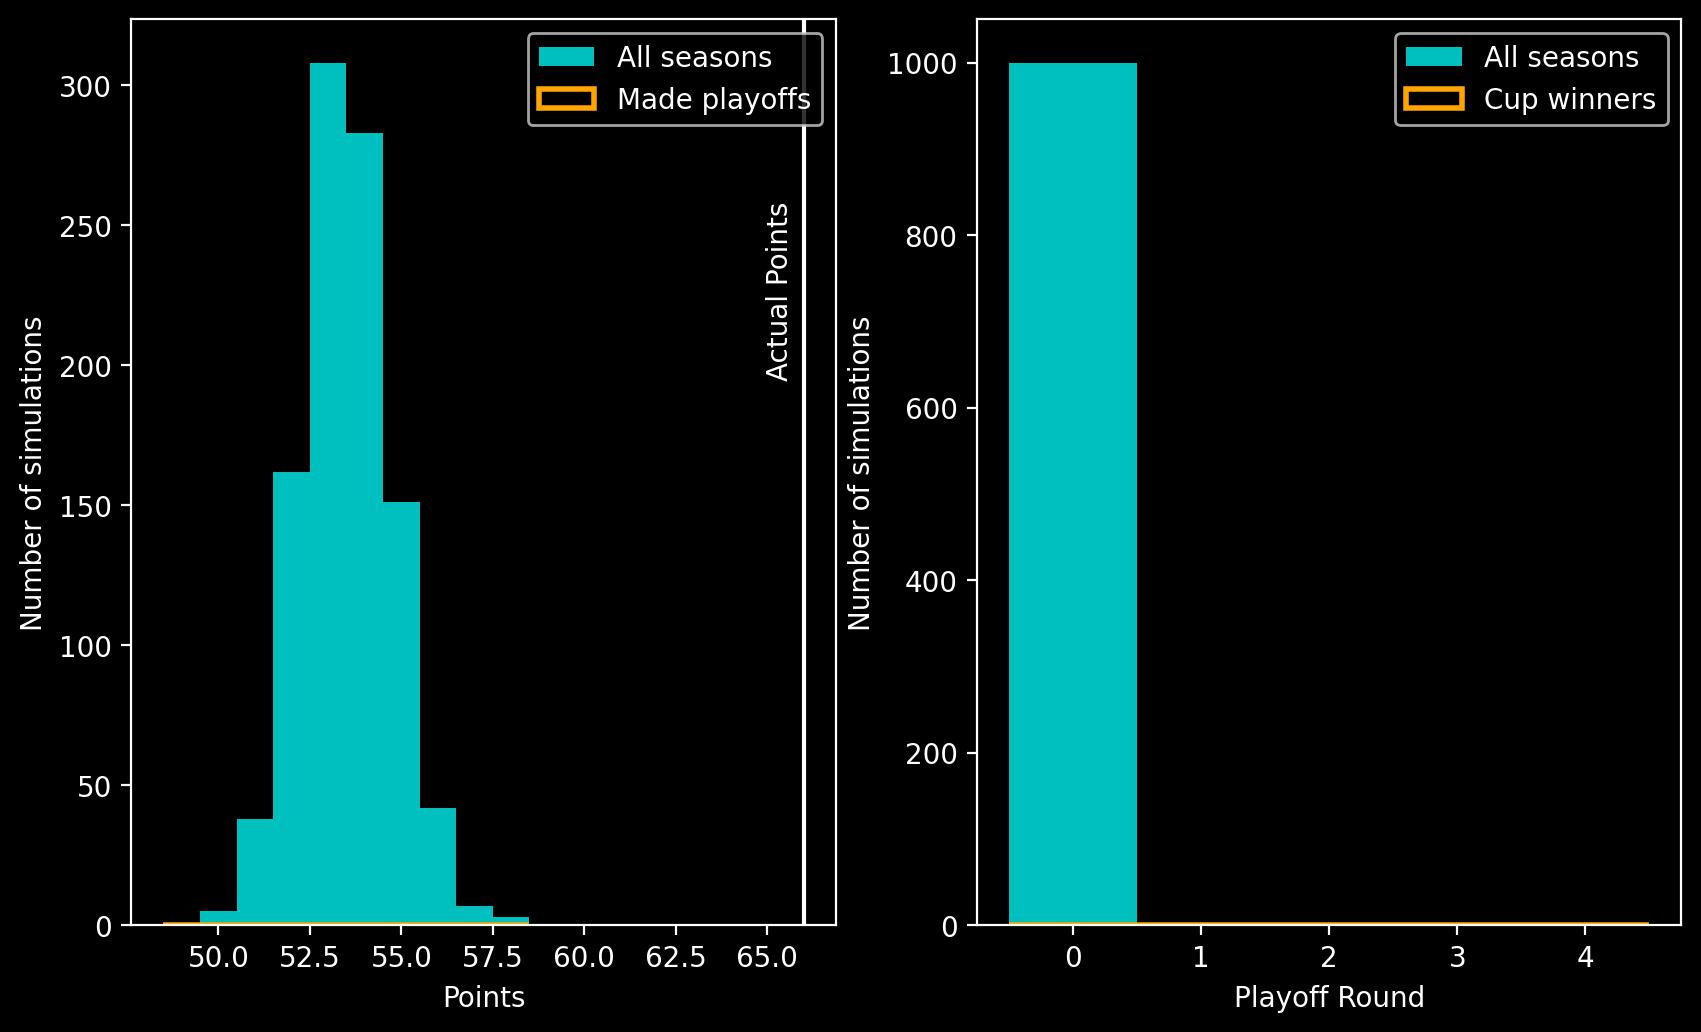 All seasons
Made playoffs
Actual Points
Number of simulations
300
250
200
150
100
50
0
50.0 52.5 55.0 57.5 60.0 62.5 65.0
Points
All seasons
Cup winners
Number of simulations
1000
800
600
400
200
0
0 1 2 3 4
Playoff Round